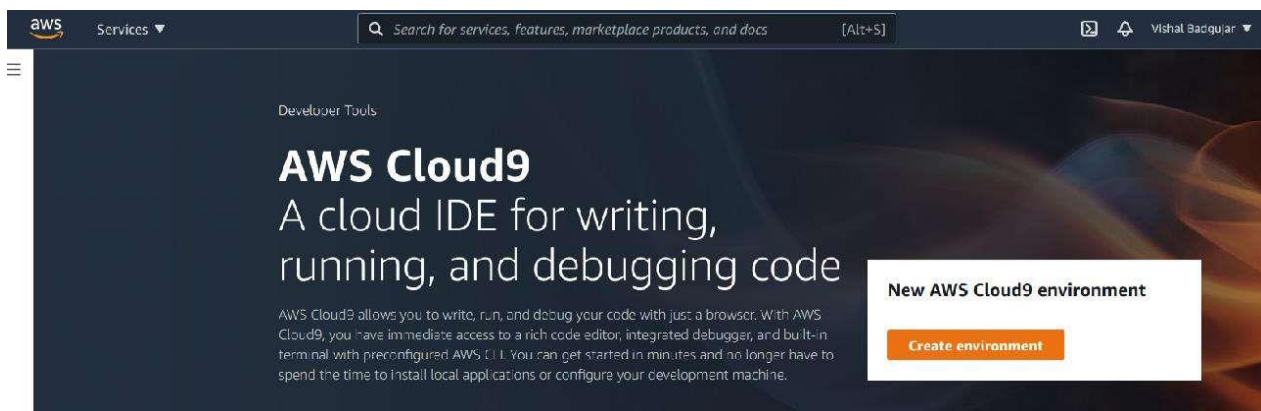 aws
Services ▼
Search for services, features, marketplace products, and docs
[Alt+S]
Vishal Badgujar ▼
Developer Tools
AWS Cloud9
A cloud IDE for writing,
running, and debugging code
AWS Cloud9 allows you to write, run, and debug your code with just a browser. With AWS
Cloud9, you have immediate access to a rich code editor, integrated debugger, and built-in
terminal with preconfigured AWS CLI. You can get started in minutes and no longer have to
spend the time to install local applications or configure your development machine.
New AWS Cloud9 environment
Create environment